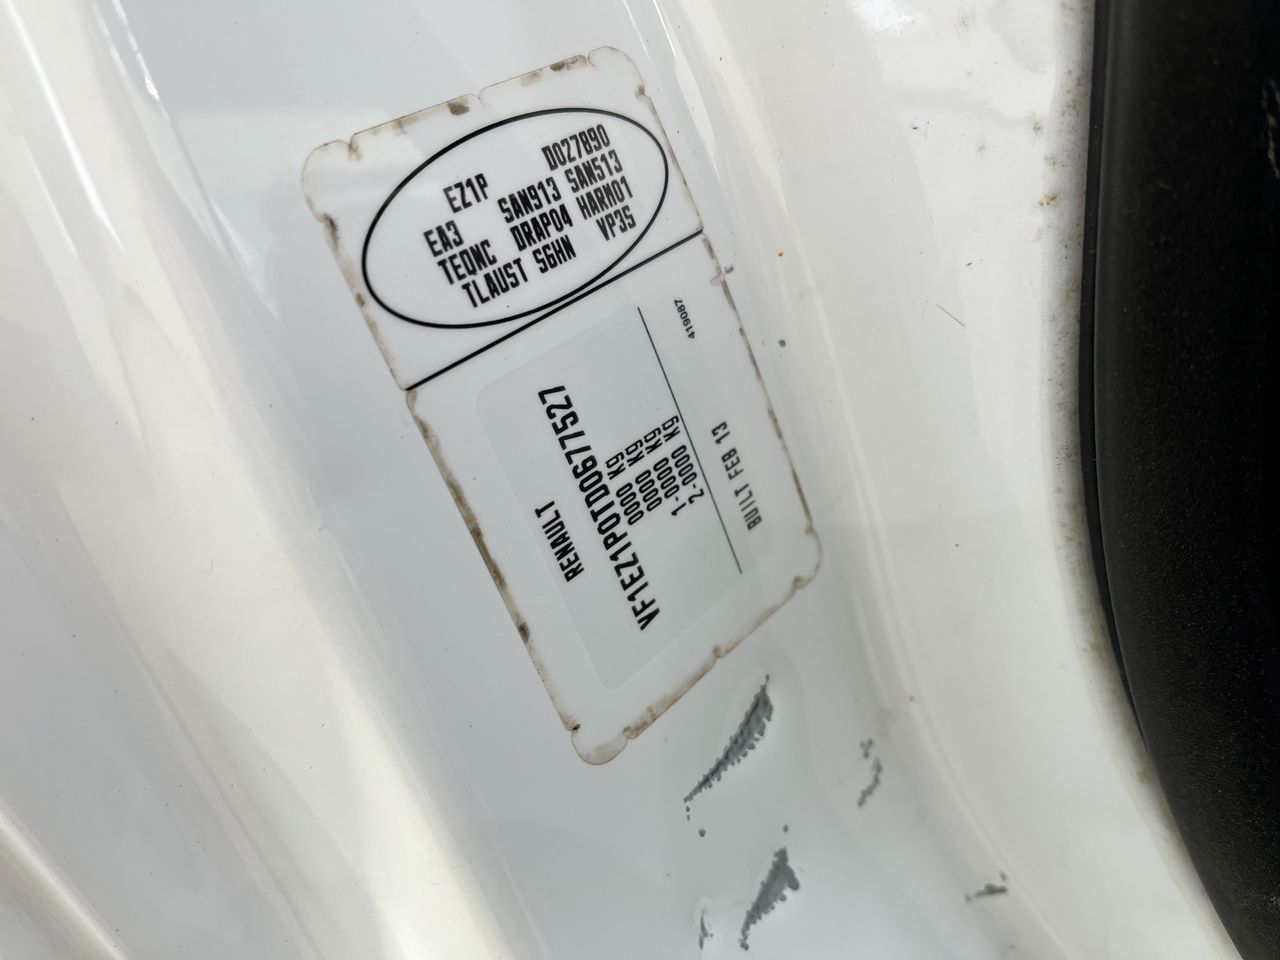 EZ1P D027890
EA3 SAN913 SAN513
TEQNC DRAP04 HARM01
TLAUST S6HN VP3S
RENAULT
VF1EZ1P0TD0677527
0000 Kg
0000 Kg
1-0000 Kg
2-0000 Kg
419087
BUILT FEB 13